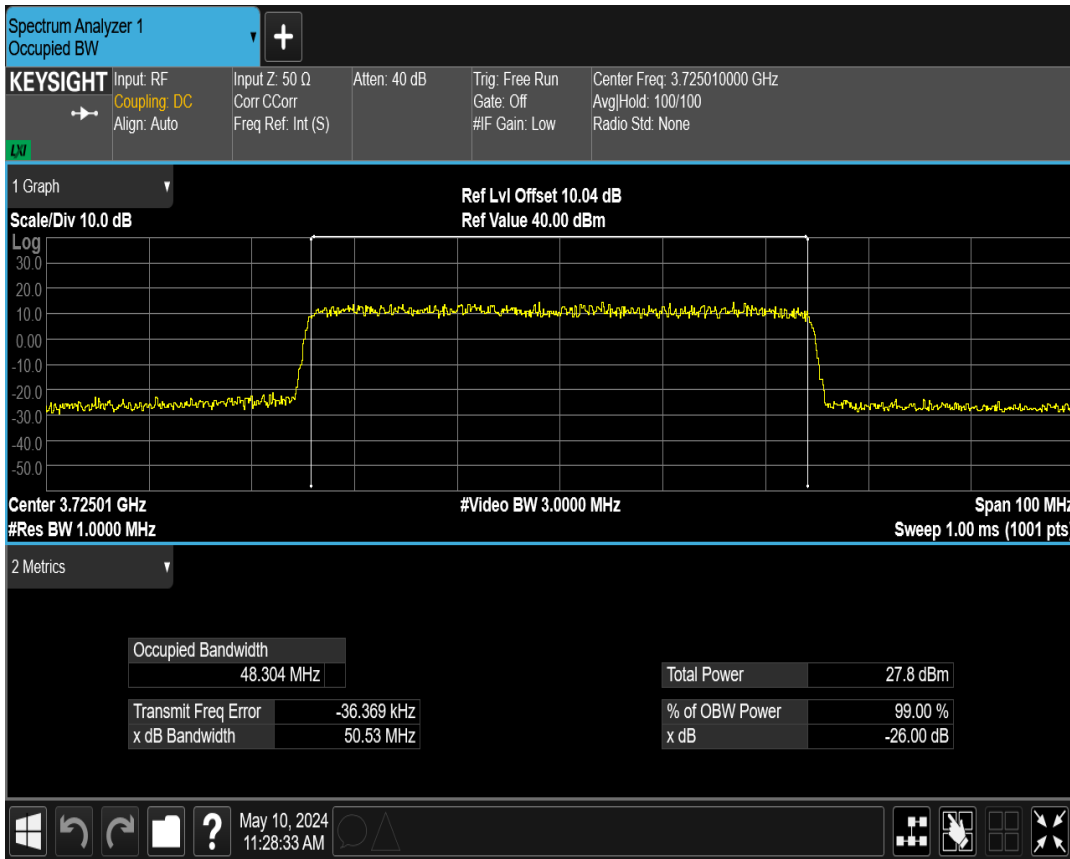 Spectrum Analyzer 1
Occupied BW
+
KEYSIGHT
LXI
Input: RF
Coupling: DC
Align: Auto
Input Z: 50 Ω
Corr CCorr
Freq Ref: Int (S)
Atten: 40 dB
Trig: Free Run
Gate: Off
#IF Gain: Low
Center Freq: 3.725010000 GHz
Avg|Hold: 100/100
Radio Std: None
1 Graph
Scale/Div 10.0 dB
Ref Lvl Offset 10.04 dB
Ref Value 40.00 dBm
Log
30.0
20.0
10.0
0.00
-10.0
-20.0
-30.0
-40.0
-50.0
Center 3.72501 GHz
#Video BW 3.0000 MHz
Span 100 MHz
#Res BW 1.0000 MHz
Sweep 1.00 ms (1001 pts)
2 Metrics
Occupied Bandwidth
48.304 MHz
Total Power 27.8 dBm
Transmit Freq Error -36.369 kHz
% of OBW Power 99.00 %
x dB Bandwidth 50.53 MHz
x dB -26.00 dB
?
May 10, 2024
11:28:33 AM